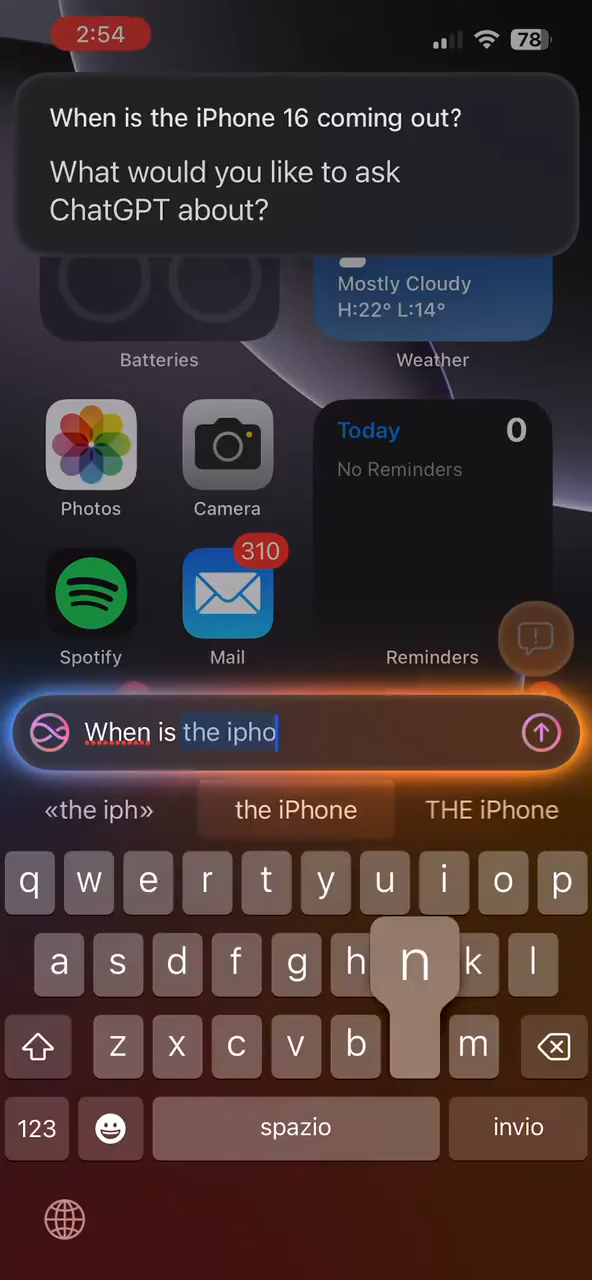 2:54
78
When is the iPhone 16 coming out?
What would you like to ask
ChatGPT about?
Mostly Cloudy
H:22° L:14°
Batteries
Weather
Today
0
No Reminders
Photos
Camera
310
Spotify
Mail
Reminders
When is the ipho
«the iph»
the iPhone
THE iPhone
q w e r t y u i o p
a s d f g h n k l
z x c v b m
123
spazio
invio